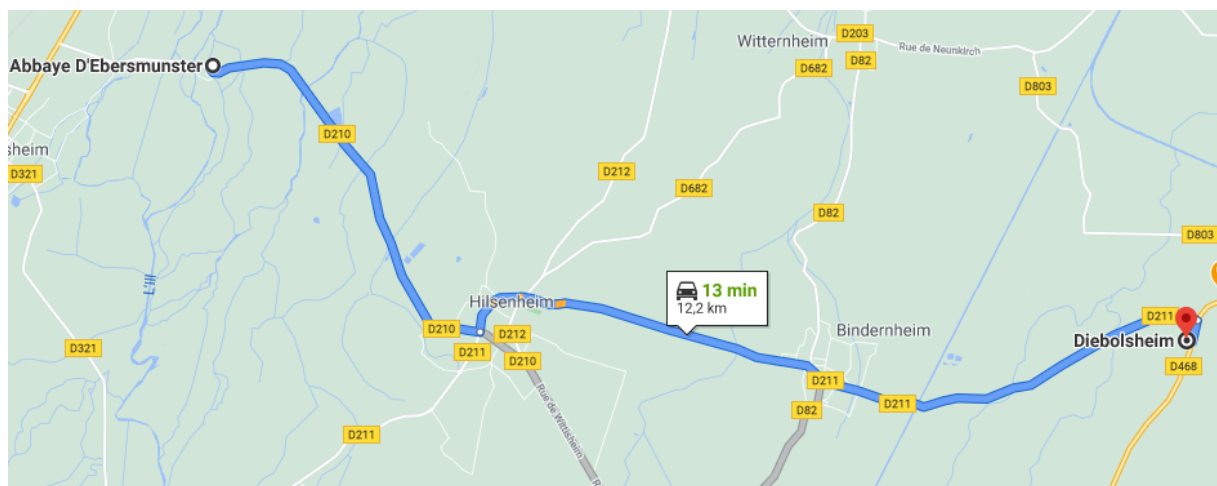 D203
Rue de Neunkirch
Witternheim
D82
Abbaye D'Ebersmunster
D682
D803
D210
sheim
D321
D212
D682
D82
D803
L'Ill
13 min
12,2 km
Hilsenheim
D211
D210
D212
Bindernheim
Diebolsheim
D321
D211
D210
D468
D211
D211
D82
Rue de Wittisheim
D211
R